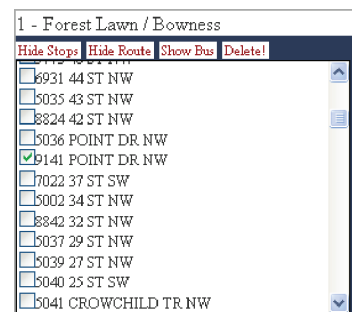 1 - Forest Lawn / Bowness
Hide Stops Hide Route Show Bus Delete!
6931 44 ST NW
5035 43 ST NW
8824 42 ST NW
5036 POINT DR NW
9141 POINT DR NW
7022 37 ST SW
5002 34 ST NW
8842 32 ST NW
5037 29 ST NW
5039 27 ST NW
5040 25 ST SW
5041 CROWCHILD TR NW